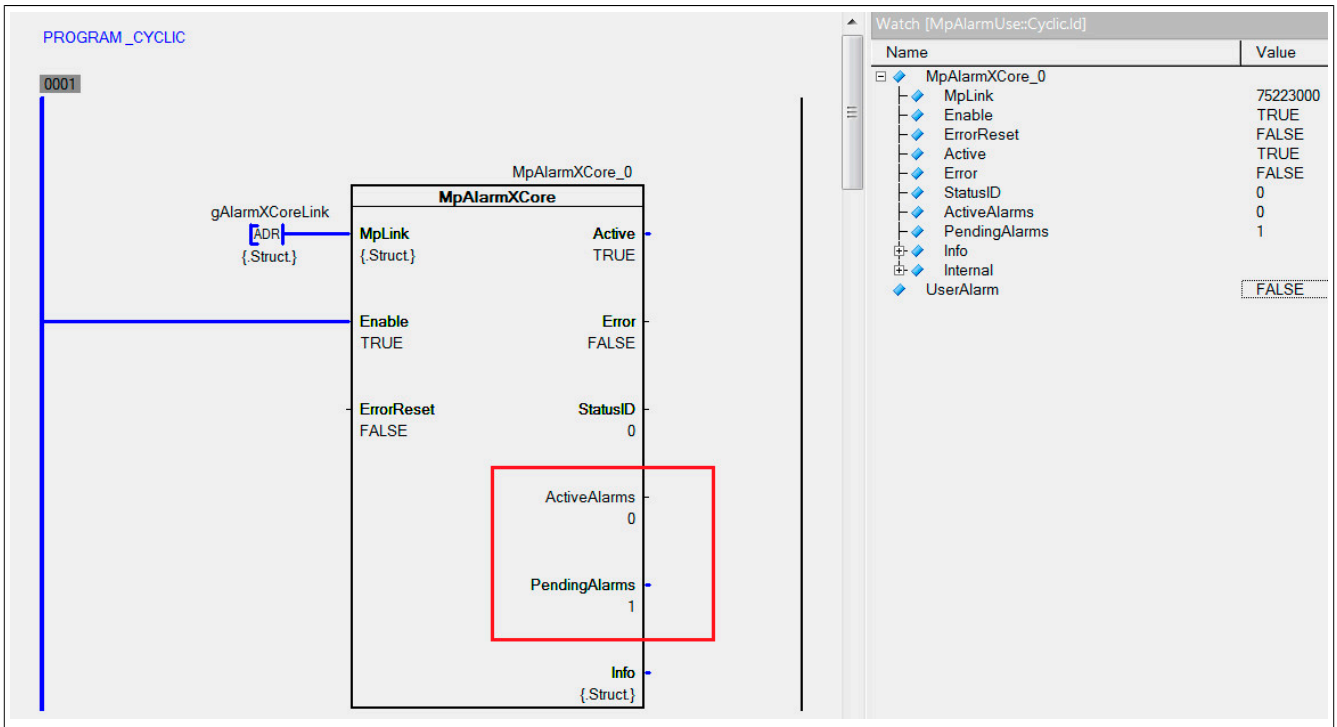 PROGRAM _CYCLIC
0001
MpAlarmXCore_0
MpAlarmXCore
gAlarmXCoreLink
ADR
{.Struct.}
MpLink
{.Struct.}
Active
TRUE
Enable
TRUE
Error
FALSE
ErrorReset
FALSE
StatusID
0
ActiveAlarms
0
PendingAlarms
1
Info
{.Struct.}
Watch [MpAlarmUse::Cyclic.ld]
Name Value
MpAlarmXCore_0
MpLink 75223000
Enable TRUE
ErrorReset FALSE
Active TRUE
Error FALSE
StatusID 0
ActiveAlarms 0
PendingAlarms 1
Info
Internal
UserAlarm FALSE